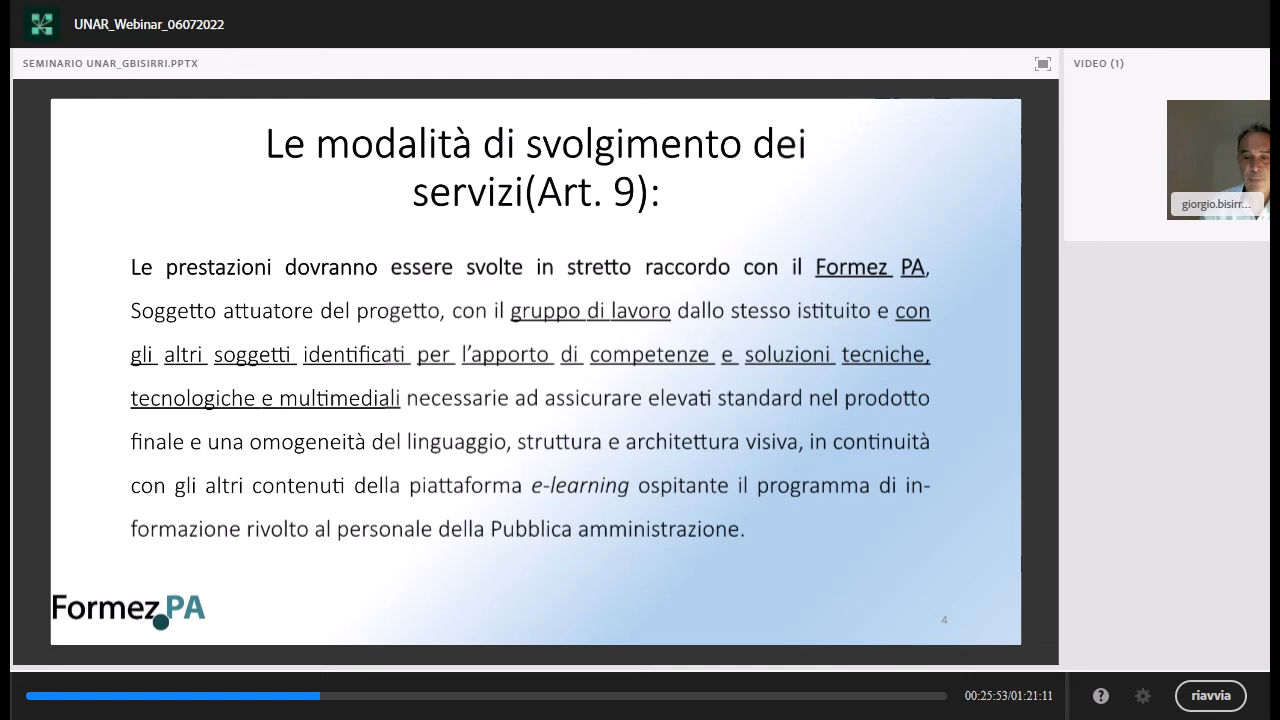 UNAR_Webinar_06072022
SEMINARIO UNAR_GBISIRRI.PPTX
VIDEO (1)
Le modalità di svolgimento dei
servizi(Art. 9):
Le prestazioni dovranno essere svolte in stretto raccordo con il Formez PA,
Soggetto attuatore del progetto, con il gruppo di lavoro dallo stesso istituito e con
gli altri soggetti identificati per l'apporto di competenze e soluzioni tecniche,
tecnologiche e multimediali necessarie ad assicurare elevati standard nel prodotto
finale e una omogeneità del linguaggio, struttura e architettura visiva, in continuità
con gli altri contenuti della piattaforma e-learning ospitante il programma di in-
formazione rivolto al personale della Pubblica amministrazione.
giorgio.bisirr...
Formez PA
4
00:25:53/01:21:11
?
riavvia